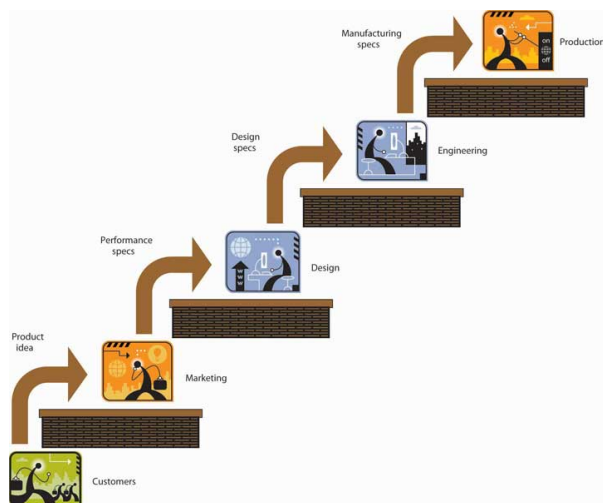 Manufacturing
specs
on
off
Production
Design
specs
Engineering
Performance
specs
Design
Product
idea
Marketing
Customers